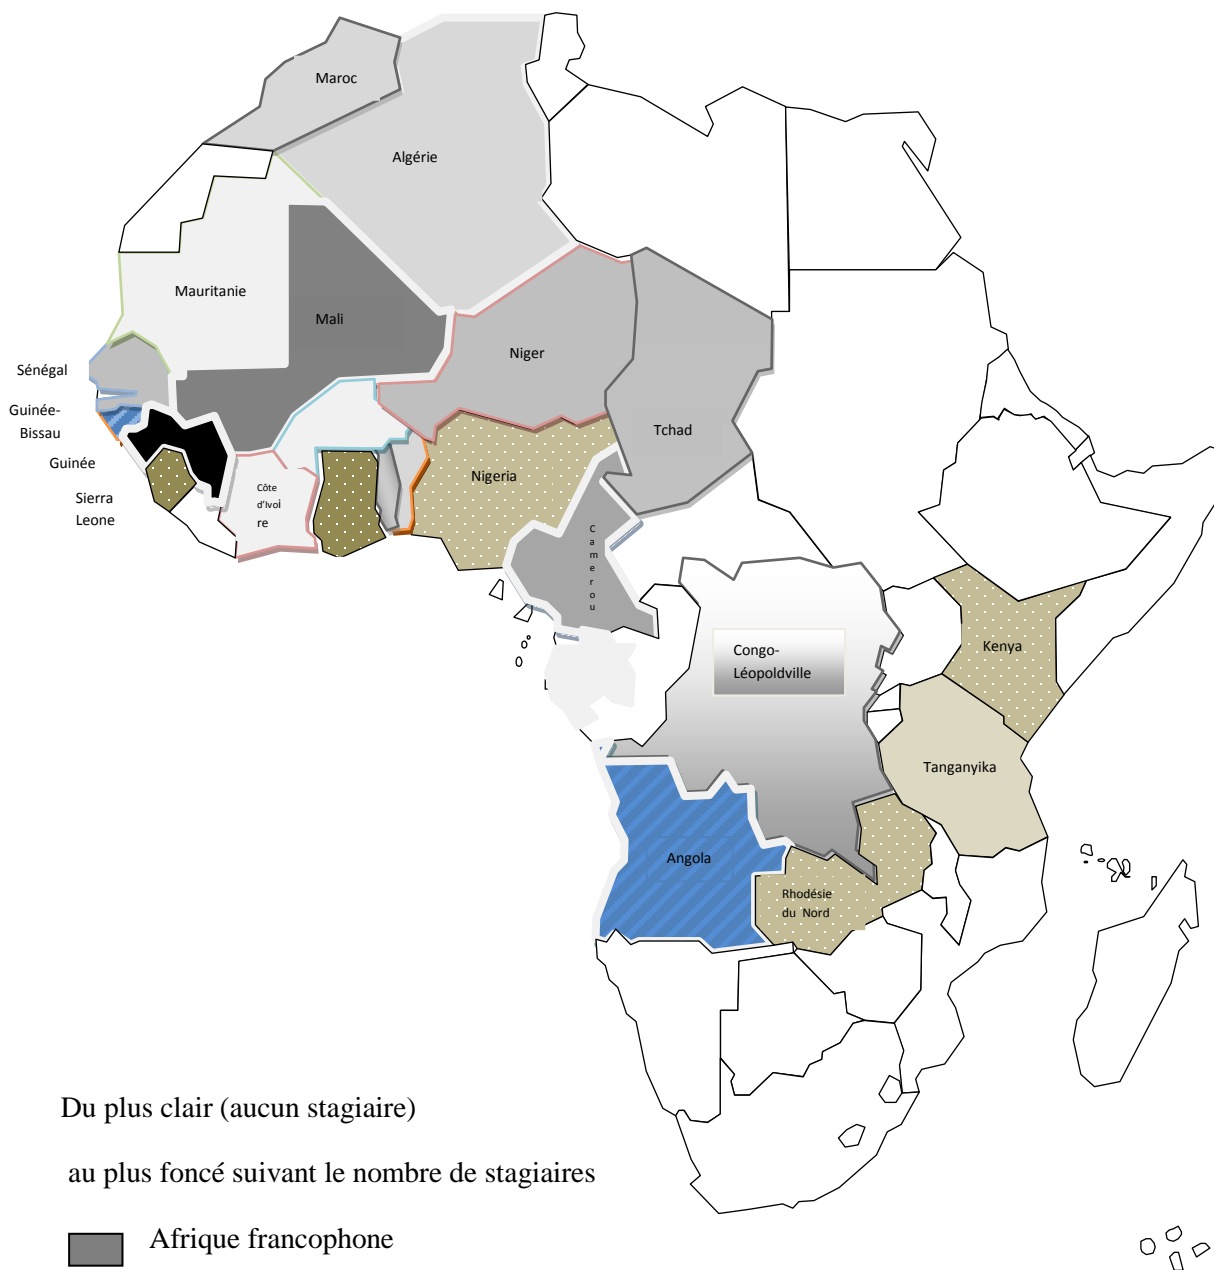 Maroc
Algérie
Mauritanie
Mali
Niger
Tchad
Sénégal
Guinée-
Bissau
Guinée
Sierra
Leone
Côte
d'Ivoi
re
Nigeria
C
a
m
e
r
o
u
Congo-
Léopoldville
Kenya
Tanganyika
Angola
Rhodésie
du Nord
Du plus clair (aucun stagiaire)
au plus foncé suivant le nombre de stagiaires
Afrique francophone